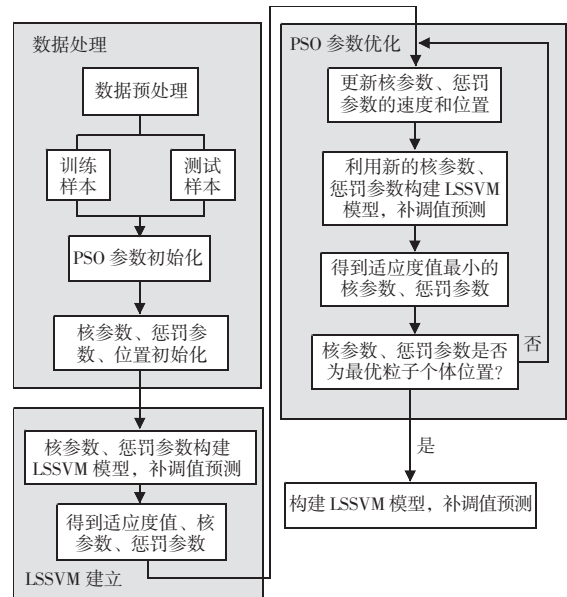 数据处理
数据预处理
训练
样本
测试
样本
PSO 参数初始化
核参数、惩罚参
数、位置初始化
核参数、惩罚参数构建
LSSVM 模型，补调值预测
得到适应度值、核
参数、惩罚参数
LSSVM 建立
PSO 参数优化
更新核参数、惩罚
参数的速度和位置
利用新的核参数、
惩罚参数构建 LSSVM
模型，补调值预测
得到适应度值最小的
核参数、惩罚参数
核参数、惩罚参数是否
为最优粒子个体位置?
否
是
构建 LSSVM 模型，补调值预测